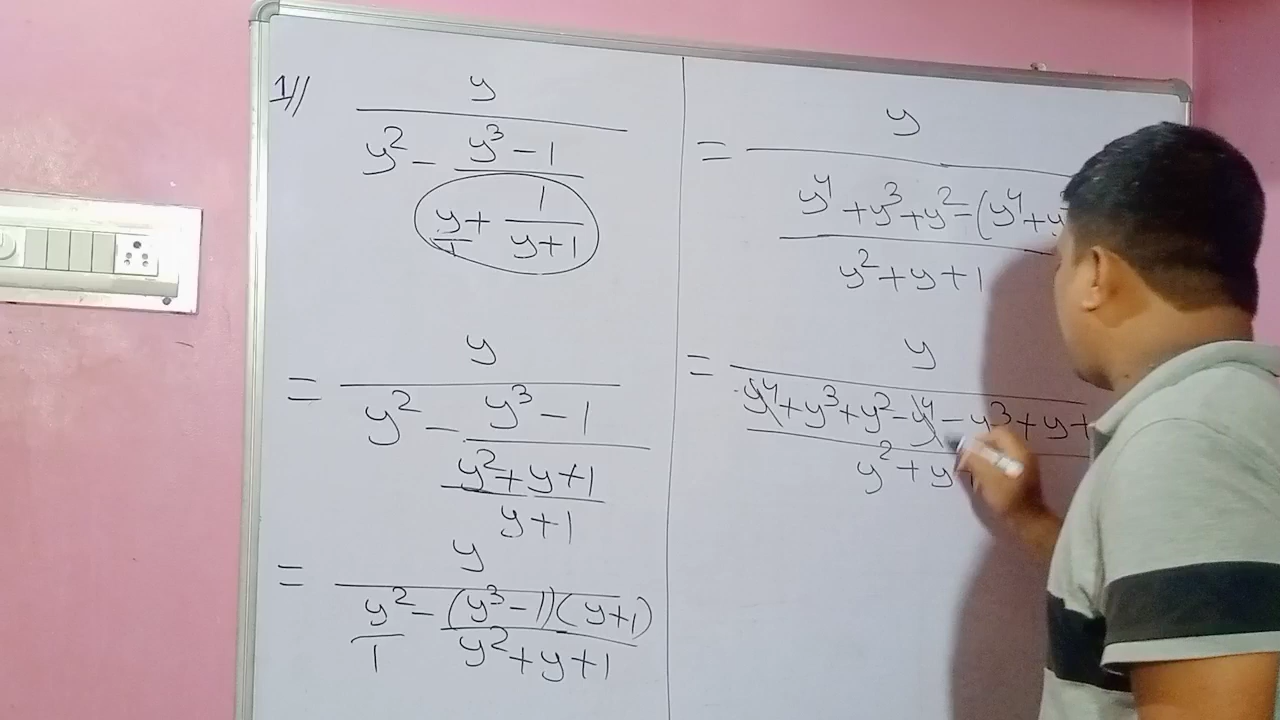 1//
y
y² - y³ - 1
y/1 + 1
y + 1
= y
y² - y³ - 1
y² + y + 1
y + 1
= y
y² - (y³ - 1)(y + 1)
1 y² + y + 1
= y
y⁴ + y³ + y² - (y⁴ + y
y² + y + 1
= y
y⁴ + y³ + y² - y⁴ - y³ + y +
y² + y